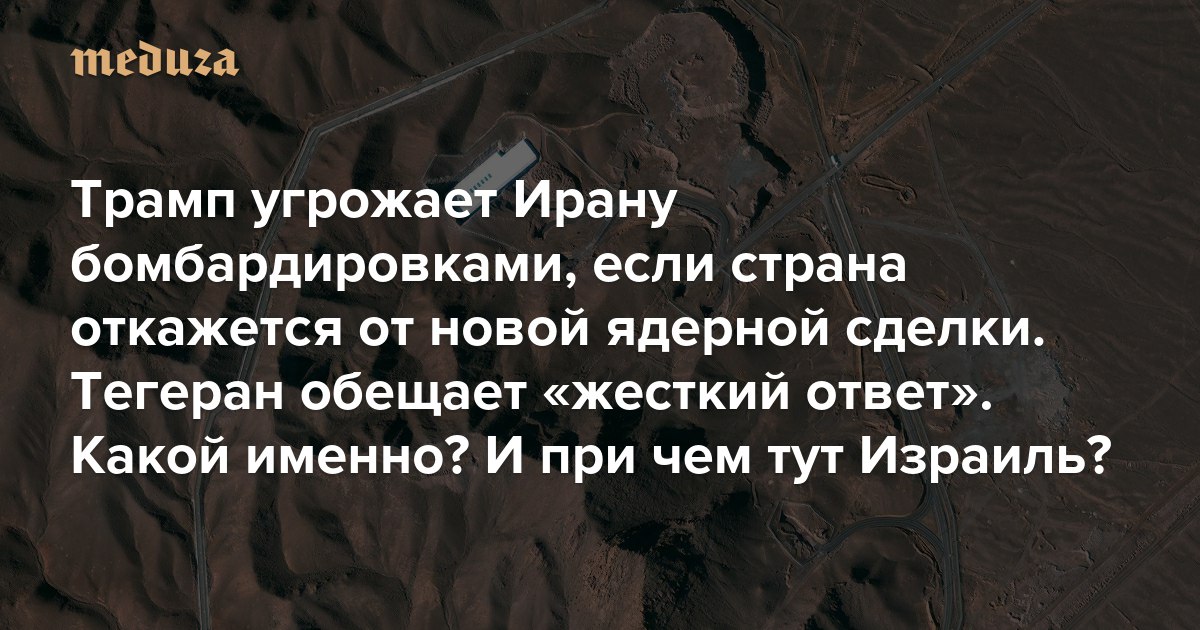 meduza
Трамп угрожает Ирану
бомбардировками, если страна
откажется от новой ядерной сделки.
Тегеран обещает «жесткий ответ».
Какой именно? И при чем тут Израиль?